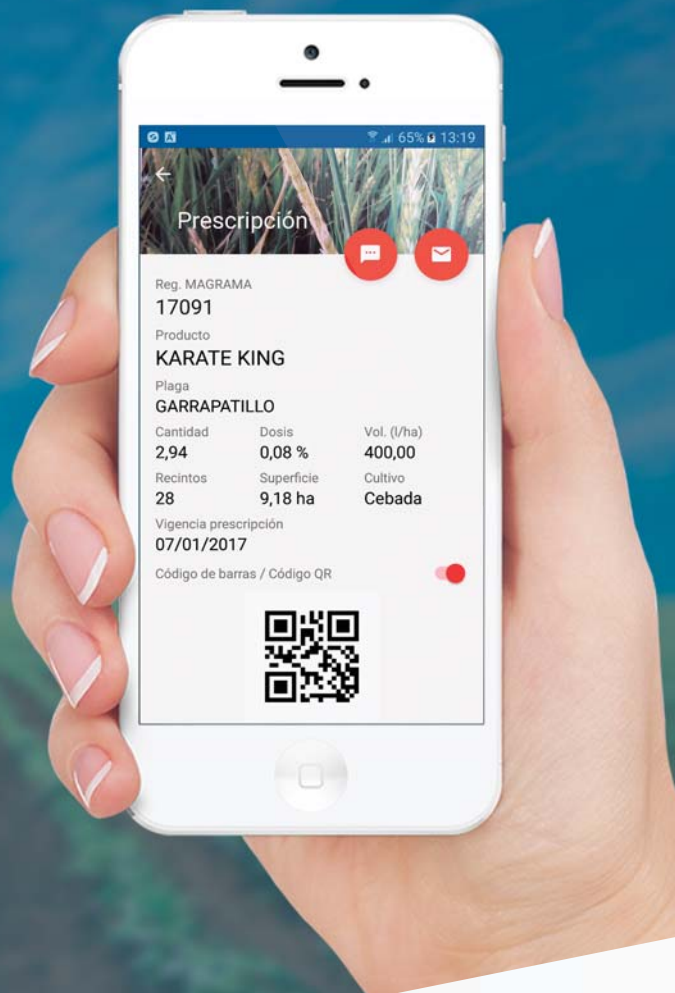 65% 13:19
Prescripción
Reg. MAGRAMA
17091
Producto
KARATE KING
Plaga
GARRAPATILLO
Cantidad Dosis Vol. (l/ha)
2,94 0,08 % 400,00
Recintos Superficie Cultivo
28 9,18 ha Cebada
Vigencia prescripción
07/01/2017
Código de barras / Código QR